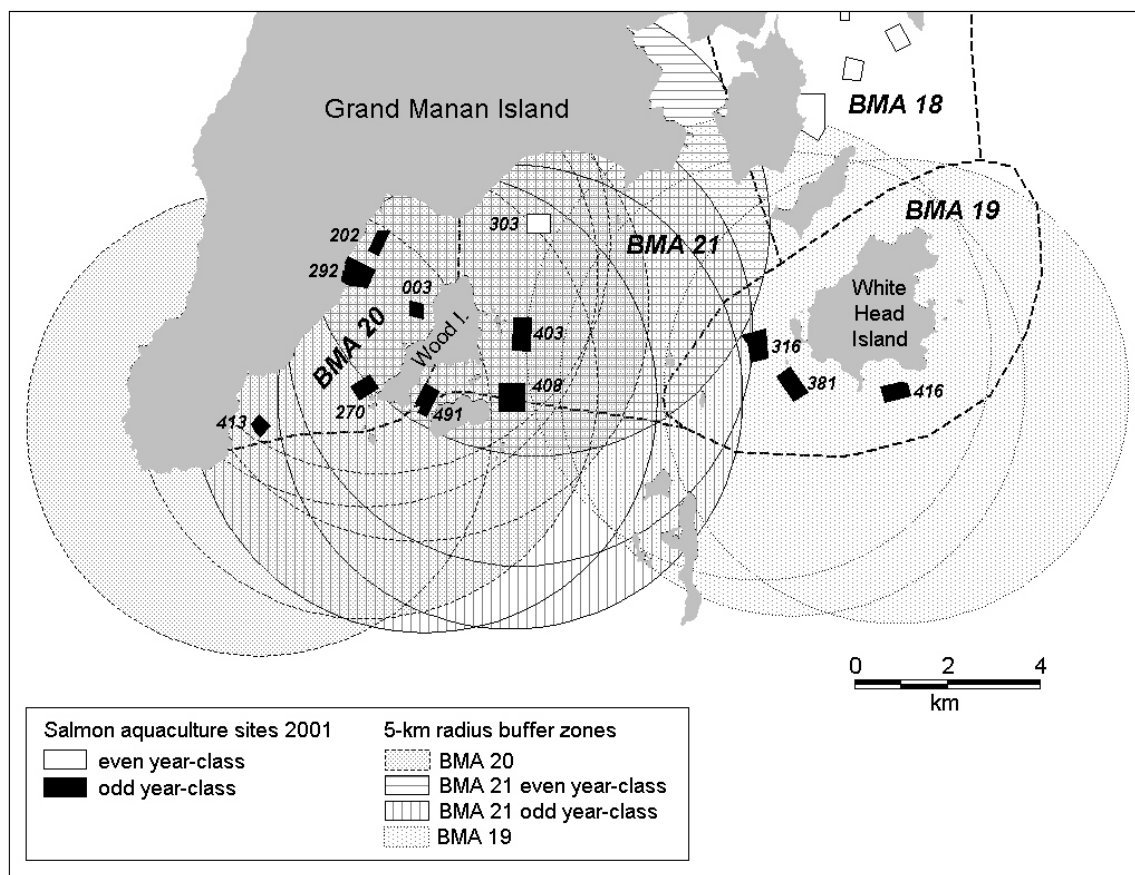 BMA 18
Grand Manan Island
BMA 19
202
303
BMA 21
292
003
White
Head
Island
BMA 20
Wood I.
403
316
381
408
416
270
491
413
0 2 4
km
Salmon aquaculture sites 2001
even year-class
odd year-class
5-km radius buffer zones
BMA 20
BMA 21 even year-class
BMA 21 odd year-class
BMA 19